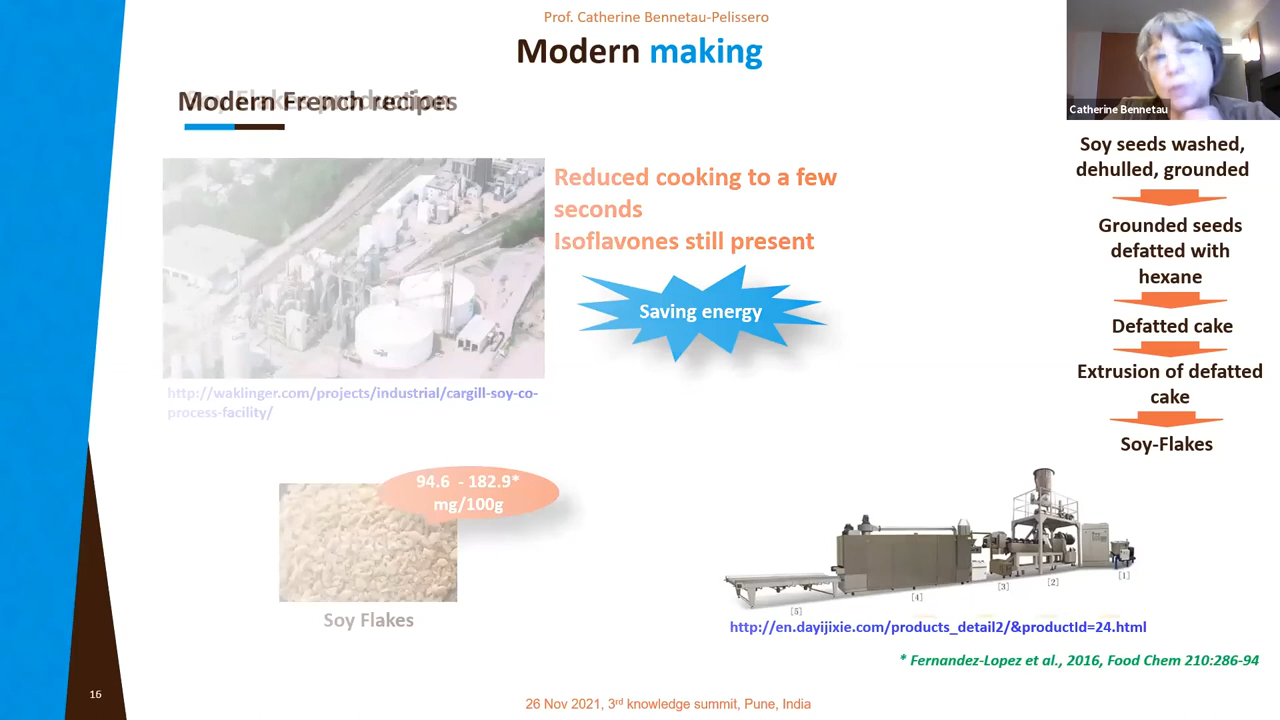 Prof. Catherine Bennetau-Pelissero
Modern making
Modern French recipes
Catherine Bennetau
Soy seeds washed,
dehulled, grounded
Reduced cooking to a few
seconds
Isoflavones still present
Grounded seeds
defatted with
hexane
Saving energy
Defatted cake
Extrusion of defatted
cake
http://waklinger.com/projects/industrial/cargill-soy-co-
process-facility/
Soy-Flakes
94.6 - 182.9*
mg/100g
Soy Flakes
[1]
[2]
[3]
[4]
[5]
http://en.dayijixie.com/products_detail2/&productId=24.html
* Fernandez-Lopez et al., 2016, Food Chem 210:286-94
16
26 Nov 2021, 3rd knowledge summit, Pune, India